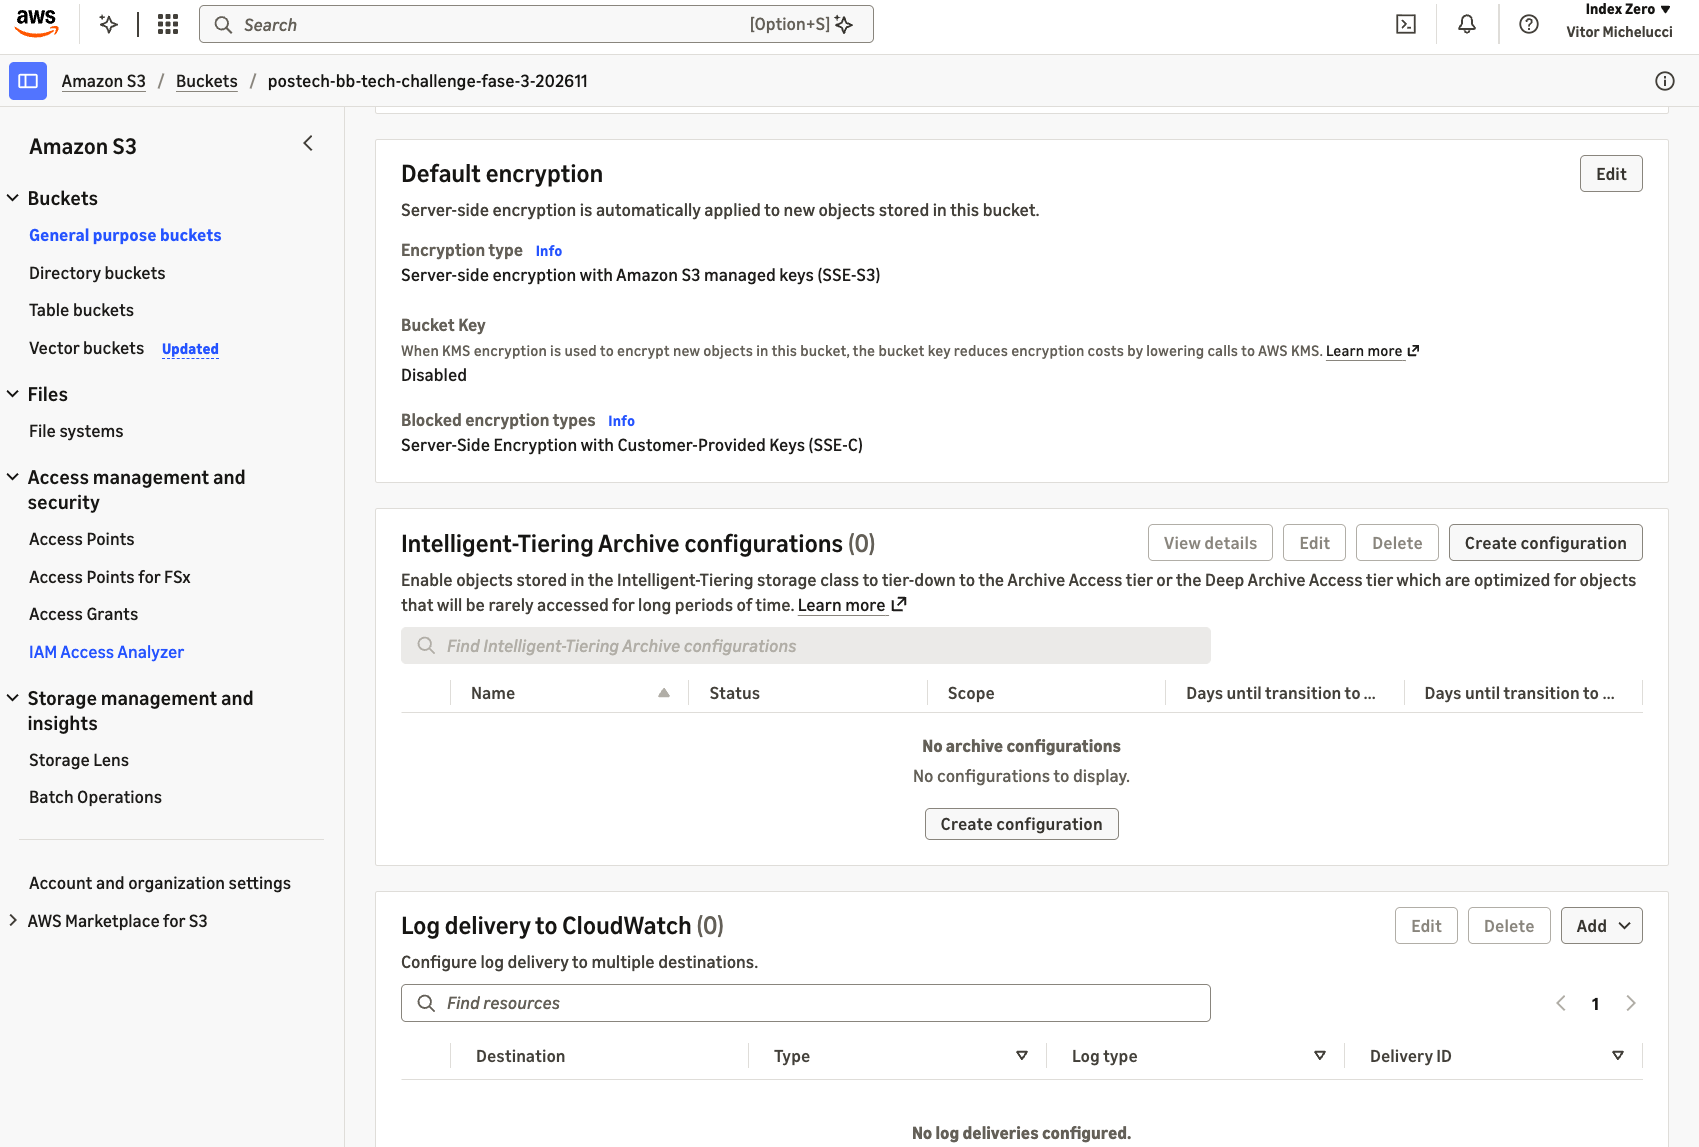 aws
Search
[Option+S]
Index Zero
Vitor Michelucci
Amazon S3 / Buckets / postech-bb-tech-challenge-fase-3-202611
Amazon S3
Buckets
General purpose buckets
Directory buckets
Table buckets
Vector buckets Updated
Files
File systems
Access management and
security
Access Points
Access Points for FSx
Access Grants
IAM Access Analyzer
Storage management and
insights
Storage Lens
Batch Operations
Account and organization settings
AWS Marketplace for S3
Default encryption
Edit
Server-side encryption is automatically applied to new objects stored in this bucket.
Encryption type Info
Server-side encryption with Amazon S3 managed keys (SSE-S3)
Bucket Key
When KMS encryption is used to encrypt new objects in this bucket, the bucket key reduces encryption costs by lowering calls to AWS KMS. Learn more
Disabled
Blocked encryption types Info
Server-Side Encryption with Customer-Provided Keys (SSE-C)
Intelligent-Tiering Archive configurations (0)
View details Edit Delete Create configuration
Enable objects stored in the Intelligent-Tiering storage class to tier-down to the Archive Access tier or the Deep Archive Access tier which are optimized for objects
that will be rarely accessed for long periods of time. Learn more
Find Intelligent-Tiering Archive configurations
Name Status Scope Days until transition to ... Days until transition to ...
No archive configurations
No configurations to display.
Create configuration
Log delivery to CloudWatch (0)
Edit Delete Add
Configure log delivery to multiple destinations.
Find resources
1
Destination Type Log type Delivery ID
No log deliveries configured.